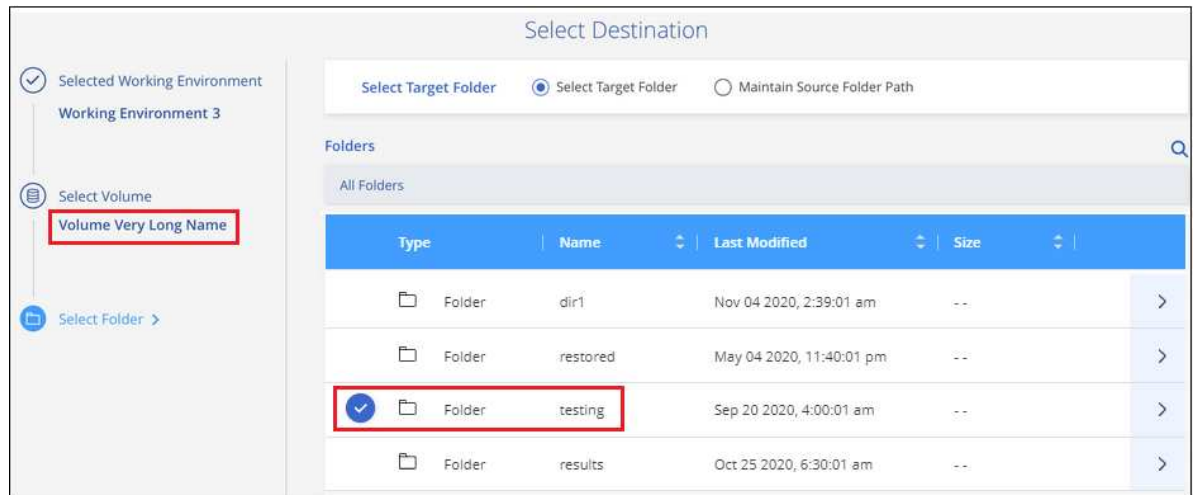 Select Destination
Selected Working Environment
Working Environment 3
Select Volume
Volume Very Long Name
Select Folder >
Select Target Folder Select Target Folder Maintain Source Folder Path
Folders
All Folders
Type Name Last Modified Size
Folder dir1 Nov 04 2020, 2:39:01 am - -
Folder restored May 04 2020, 11:40:01 pm - -
Folder testing Sep 20 2020, 4:00:01 am - -
Folder results Oct 25 2020, 6:30:01 am - -